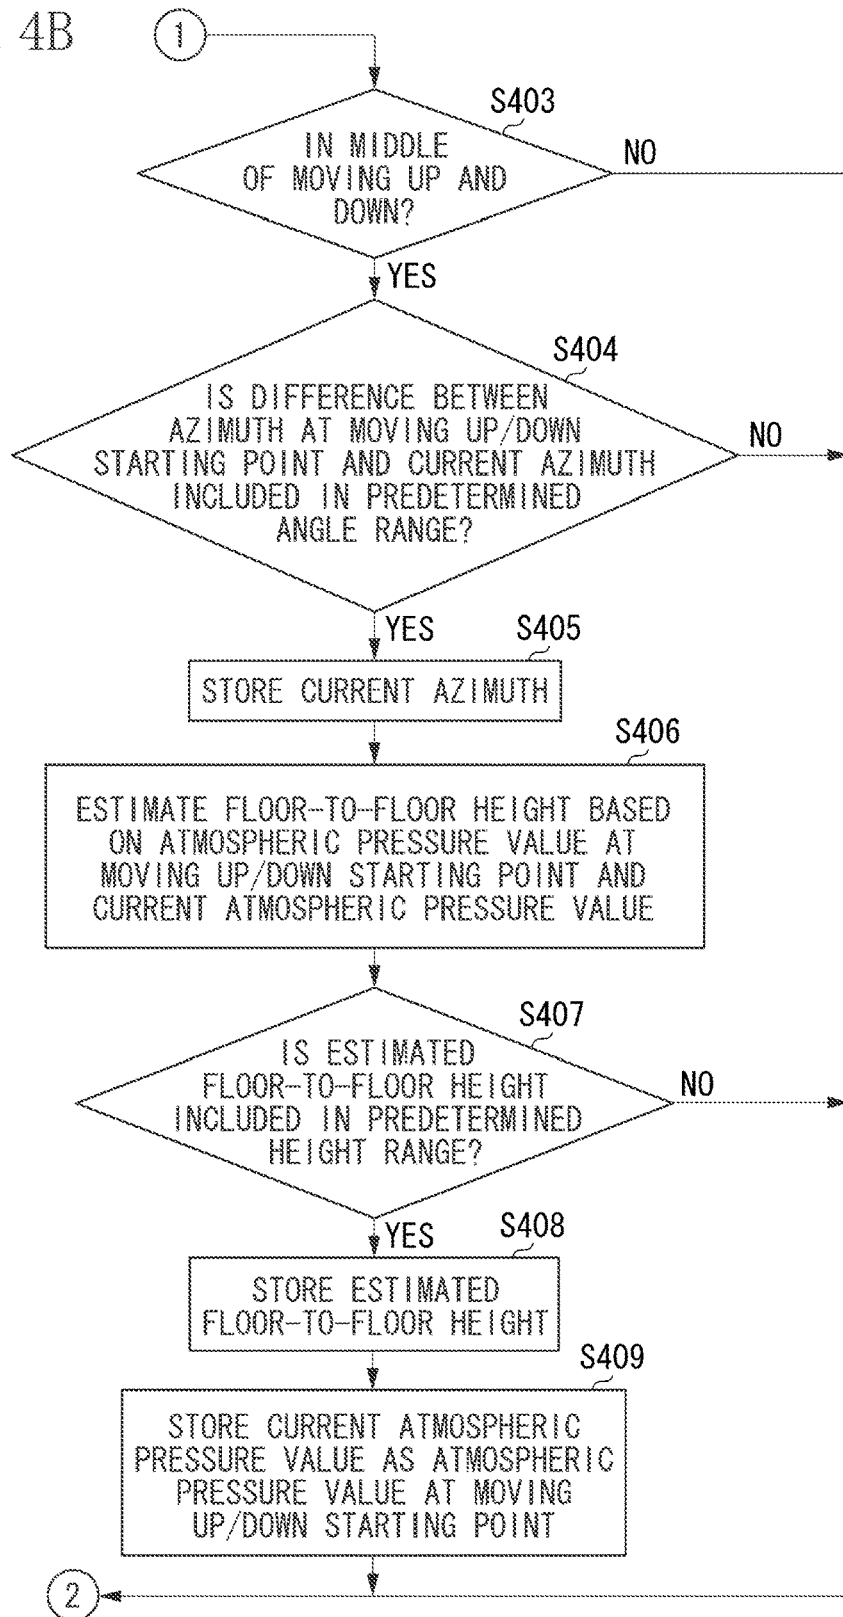 4B
1
S403
IN MIDDLE
OF MOVING UP AND
DOWN?
NO
YES
S404
IS DIFFERENCE BETWEEN
AZIMUTH AT MOVING UP/DOWN
STARTING POINT AND CURRENT AZIMUTH
INCLUDED IN PREDETERMINED
ANGLE RANGE?
NO
YES
S405
STORE CURRENT AZIMUTH
S406
ESTIMATE FLOOR-TO-FLOOR HEIGHT BASED
ON ATMOSPHERIC PRESSURE VALUE AT
MOVING UP/DOWN STARTING POINT AND
CURRENT ATMOSPHERIC PRESSURE VALUE
S407
IS ESTIMATED
FLOOR-TO-FLOOR HEIGHT
INCLUDED IN PREDETERMINED
HEIGHT RANGE?
NO
YES
S408
STORE ESTIMATED
FLOOR-TO-FLOOR HEIGHT
S409
STORE CURRENT ATMOSPHERIC
PRESSURE VALUE AS ATMOSPHERIC
PRESSURE VALUE AT MOVING
UP/DOWN STARTING POINT
2